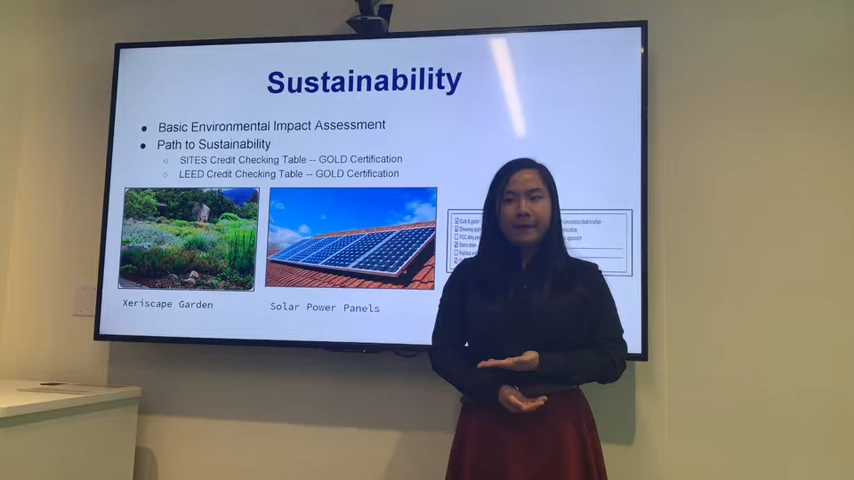 Sustainability
● Basic Environmental Impact Assessment
● Path to Sustainability
○ SITES Credit Checking Table -- GOLD Certification
○ LEED Credit Checking Table -- GOLD Certification
Xeriscape Garden
Solar Power Panels